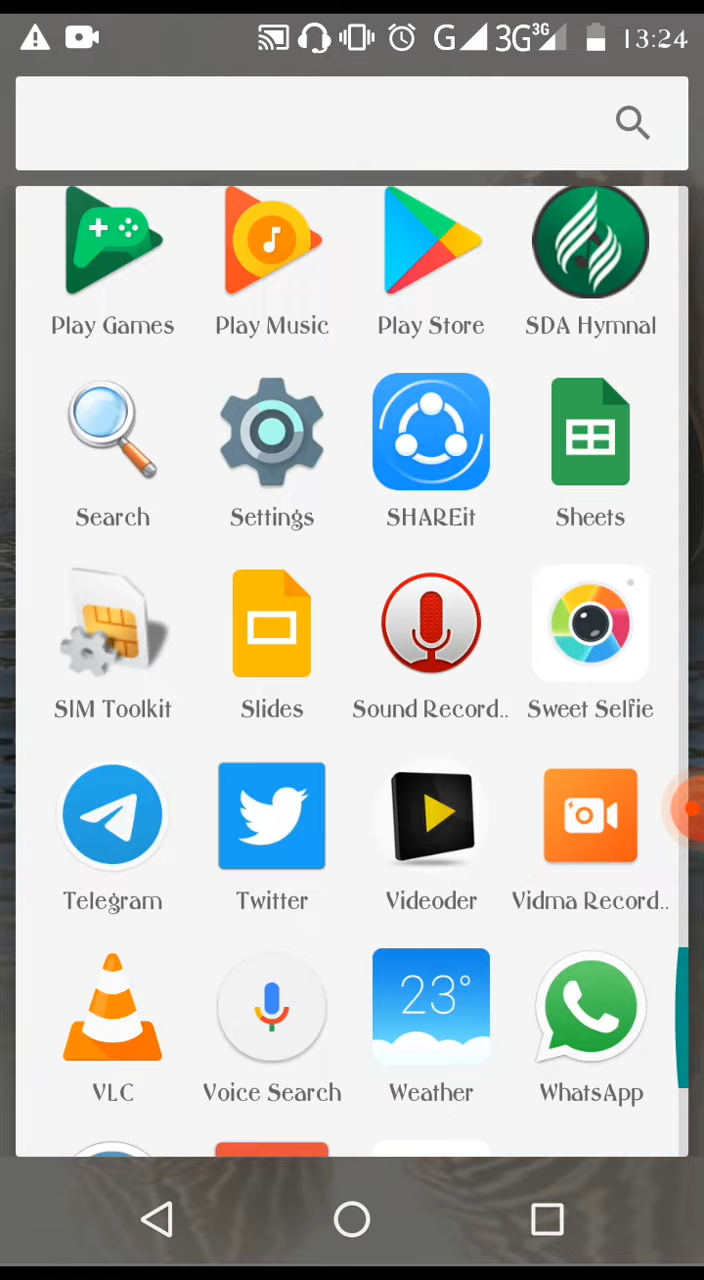 G 3G 3G 13:24
Play Games Play Music Play Store SDA Hymnal
Search Settings SHAREit Sheets
SIM Toolkit Slides Sound Record.. Sweet Selfie
Telegram Twitter Videoder Vidma Record..
23°
VLC Voice Search Weather WhatsApp